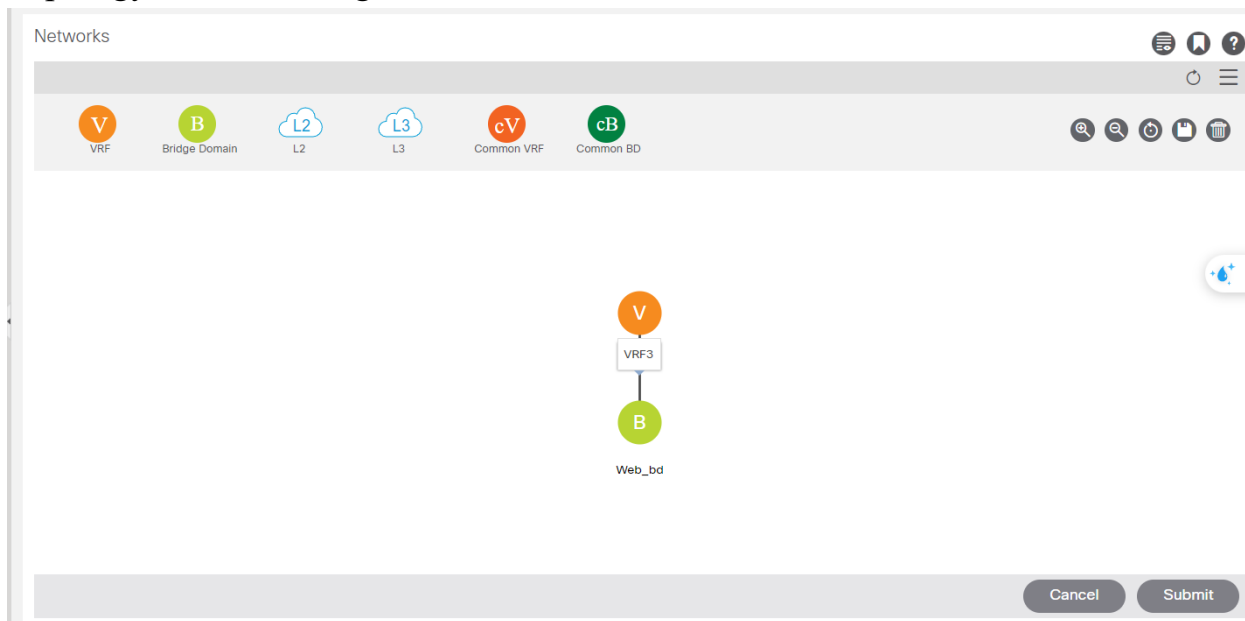 Networks
?
V B L2 L3 cV cB
VRF Bridge Domain L2 L3 Common VRF Common BD
V
VRF3
B
Web_bd
Cancel Submit